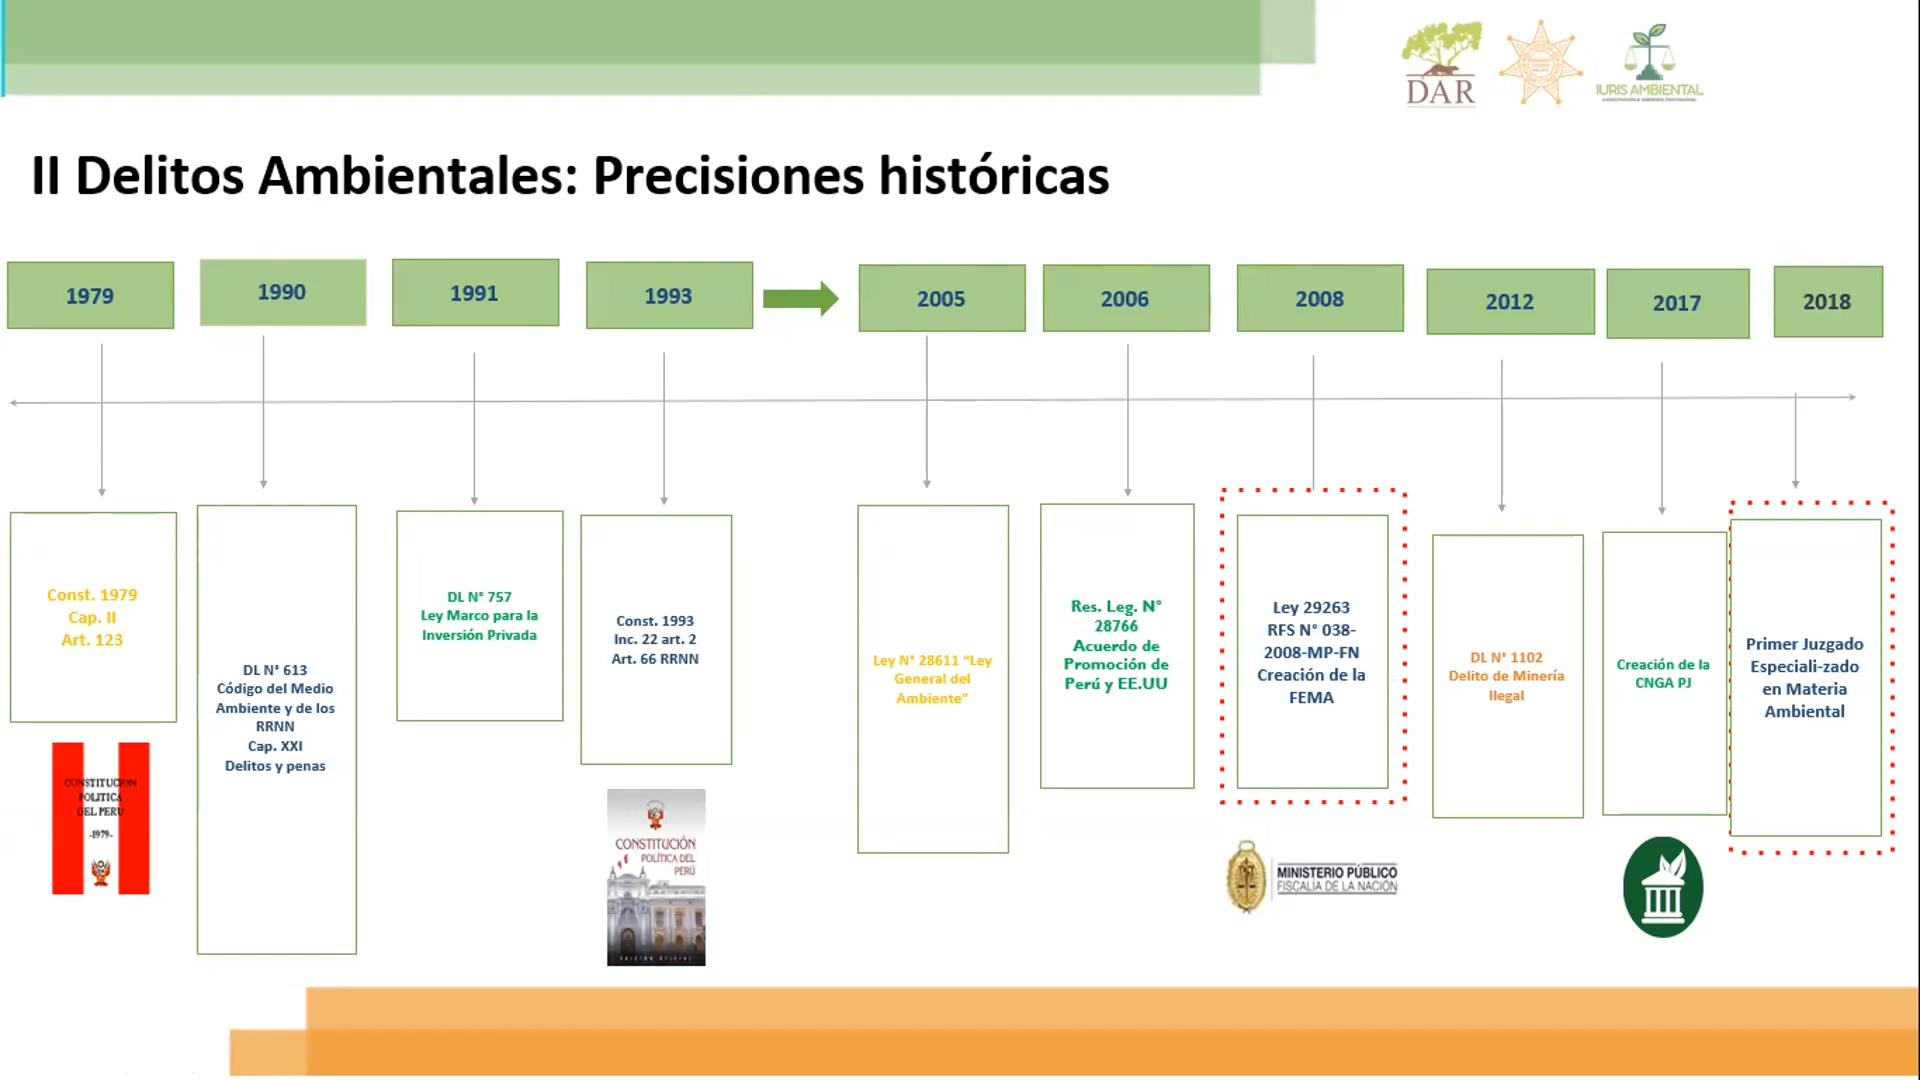 DAR
IURIS AMBIENTAL
II Delitos Ambientales: Precisiones históricas
1979
1990
1991
1993
2005
2006
2008
2012
2017
2018
Const. 1979
Cap. II
Art. 123
DL N° 613
Código del Medio
Ambiente y de los
RRNN
Cap. XXI
Delitos y penas
DL N° 757
Ley Marco para la
Inversión Privada
Const. 1993
Inc. 22 art. 2
Art. 66 RRNN
Ley N° 28611 “Ley
General del
Ambiente”
Res. Leg. N°
28766
Acuerdo de
Promoción de
Perú y EE.UU
Ley 29263
RFS N° 038-
2008-MP-FN
Creación de la
FEMA
DL N° 1102
Delito de Minería
Ilegal
Creación de la
CNGA PJ
Primer Juzgado
Especiali-zado
en Materia
Ambiental
CONSTITUCION
POLITICA
DEL PERU
-1979-
CONSTITUCIÓN
POLÍTICA DEL
PERÚ
EDICIÓN OFICIAL
MINISTERIO PÚBLICO
FISCALÍA DE LA NACIÓN